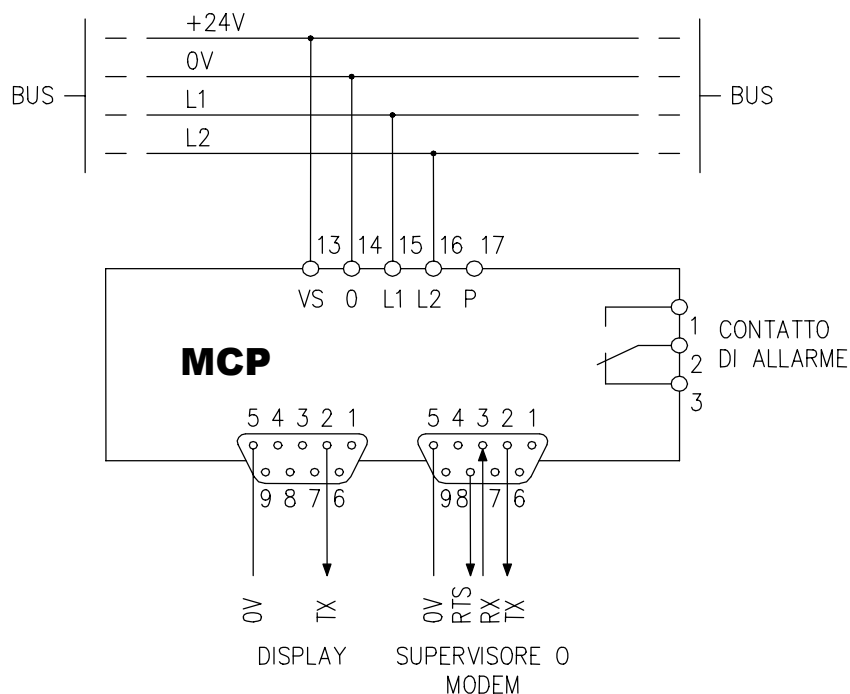 +24V
0V
BUS
L1
BUS
L2
13 14 15 16 17
VS 0 L1 L2 P
1
CONTATTO
MCP
2
DI ALLARME
3
5 4 3 2 1
5 4 3 2 1
9 8 7 6
9 8 7 6
0V
TX
0V
RTS
RX
TX
DISPLAY
SUPERVISORE O
MODEM